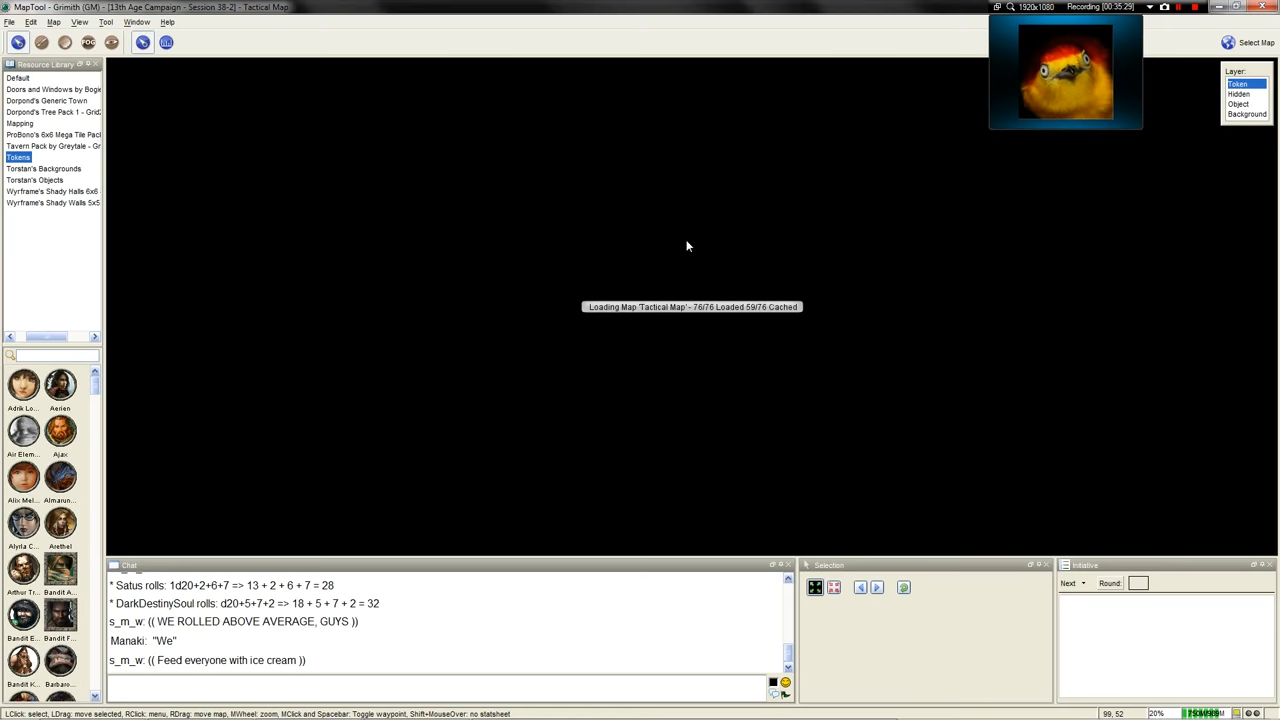 MapTool - Grimith (GM) - [13th Age Campaign - Session 38-2] - Tactical Map
1920x1080
Recording [00:35:29]
File Edit Map View Tool Window Help
FOG
Select Map
Resource Library
Default
Doors and Windows by Bogie
Dorpond's Generic Town
Dorpond's Tree Pack 1 - Grid
Mapping
ProBono's 6x6 Mega Tile Pac
Tavern Pack by Greytale - Gr
Tokens
Torstan's Backgrounds
Torstan's Objects
Wyrframe's Shady Halls 6x6
Wyrframe's Shady Walls 5x5
Layer:
Token
Hidden
Object
Background
Loading Map 'Tactical Map' - 76/76 Loaded 59/76 Cached
Adrik Lo... Aerien
Air Elem... Ajax
Alix Mel... Almarun...
Alyrla C... Arethel
Arthur Tr... Bandit A...
Bandit E... Bandit F...
Bandit K... Barbaro...
Chat
* Satus rolls: 1d20+2+6+7 => 13 + 2 + 6 + 7 = 28
* DarkDestinySoul rolls: d20+5+7+2 => 18 + 5 + 7 + 2 = 32
s_m_w: (( WE ROLLED ABOVE AVERAGE, GUYS ))
Manaki: "We"
s_m_w: (( Feed everyone with ice cream ))
Selection
Initiative
Next
Round:
LClick: select, LDrag: move selected, RClick: menu, RDrag: move map, MWheel: zoom, MClick and Spacebar: Toggle waypoint, Shift+MouseOver: no statsheet
99, 52
20%